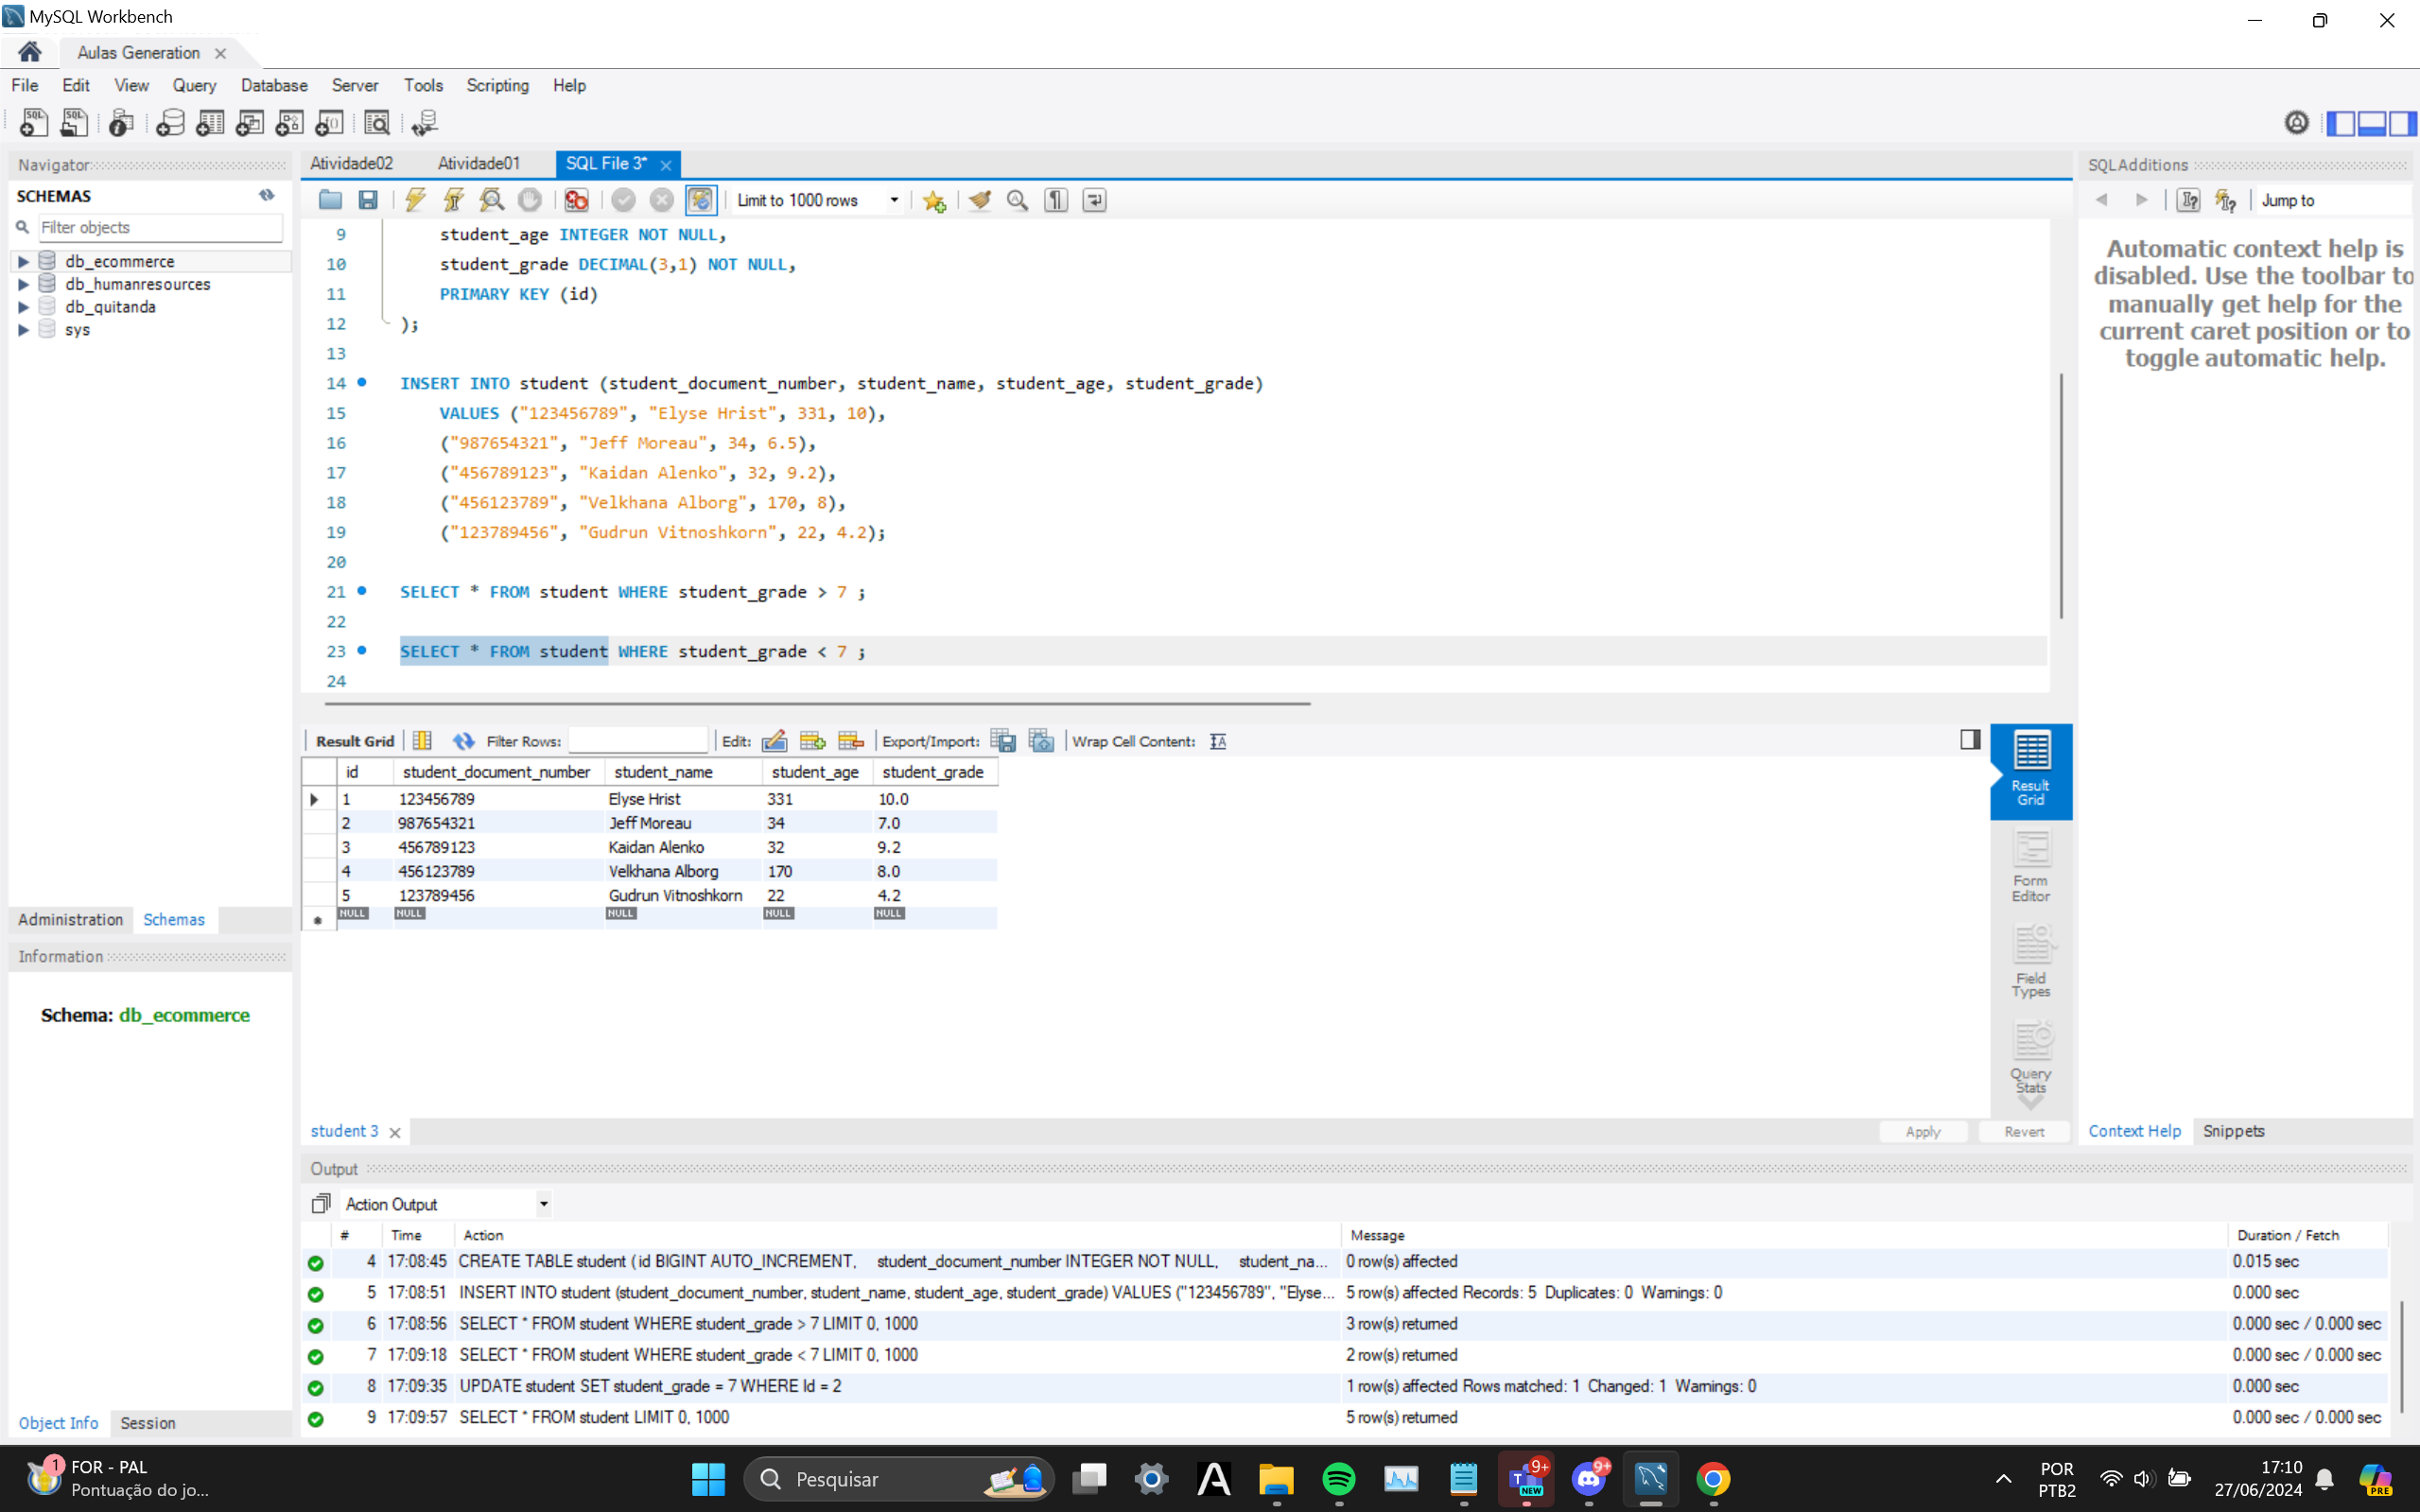 MySQL Workbench
Aulas Generation
File Edit View Query Database Server Tools Scripting Help
Navigator
SCHEMAS
Filter objects
db_ecommerce
db_humanresources
db_quitanda
sys
Administration Schemas
Information
Schema: db_ecommerce
Object Info Session
Atividade02 Atividade01 SQL File 3*
Limit to 1000 rows
9 student_age INTEGER NOT NULL,
10 student_grade DECIMAL(3,1) NOT NULL,
11 PRIMARY KEY (id)
12 );
13
14 INSERT INTO student (student_document_number, student_name, student_age, student_grade)
15 VALUES ("123456789", "Elyse Hrist", 331, 10),
16 ("987654321", "Jeff Moreau", 34, 6.5),
17 ("456789123", "Kaidan Alenko", 32, 9.2),
18 ("456123789", "Velkhana Alborg", 170, 8),
19 ("123789456", "Gudrun Vitnoshkorn", 22, 4.2);
20
21 SELECT * FROM student WHERE student_grade > 7 ;
22
23 SELECT * FROM student WHERE student_grade < 7 ;
24
Result Grid Filter Rows: Edit: Export/Import: Wrap Cell Content:
id student_document_number student_name student_age student_grade
1 123456789 Elyse Hrist 331 10.0
2 987654321 Jeff Moreau 34 7.0
3 456789123 Kaidan Alenko 32 9.2
4 456123789 Velkhana Alborg 170 8.0
5 123789456 Gudrun Vitnoshkorn 22 4.2
NULL NULL NULL NULL NULL
Result
Grid
Form
Editor
Field
Types
Query
Stats
student 3 Apply Revert
SQLAdditions
Jump to
Automatic context help is
disabled. Use the toolbar to
manually get help for the
current caret position or to
toggle automatic help.
Context Help Snippets
Output
Action Output
# Time Action Message Duration / Fetch
4 17:08:45 CREATE TABLE student ( id BIGINT AUTO_INCREMENT, student_document_number INTEGER NOT NULL, student_na... 0 row(s) affected 0.015 sec
5 17:08:51 INSERT INTO student (student_document_number, student_name, student_age, student_grade) VALUES ("123456789", "Elyse... 5 row(s) affected Records: 5 Duplicates: 0 Warnings: 0 0.000 sec
6 17:08:56 SELECT * FROM student WHERE student_grade > 7 LIMIT 0, 1000 3 row(s) returned 0.000 sec / 0.000 sec
7 17:09:18 SELECT * FROM student WHERE student_grade < 7 LIMIT 0, 1000 2 row(s) returned 0.000 sec / 0.000 sec
8 17:09:35 UPDATE student SET student_grade = 7 WHERE Id = 2 1 row(s) affected Rows matched: 1 Changed: 1 Warnings: 0 0.000 sec
9 17:09:57 SELECT * FROM student LIMIT 0, 1000 5 row(s) returned 0.000 sec / 0.000 sec
1
FOR - PAL
Pontuação do jo...
Pesquisar
9+
NEW
9+
POR
PTB2
17:10
27/06/2024
PRE